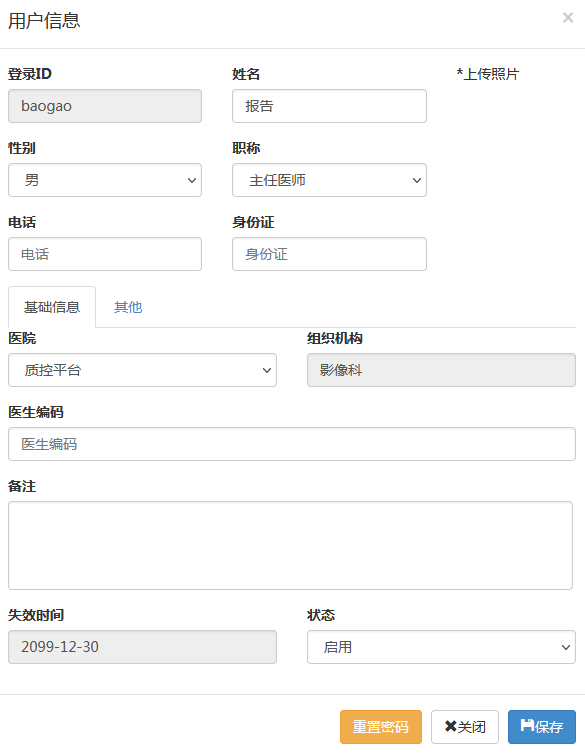 用户信息 ×
登录ID 姓名 *上传照片
baogao 报告
性别 职称
男 主任医师
电话 身份证
电话 身份证
基础信息 其他
医院 组织机构
质控平台 影像科
医生编码
医生编码
备注
失效时间 状态
2099-12-30 启用
重置密码 ✖关闭 保存